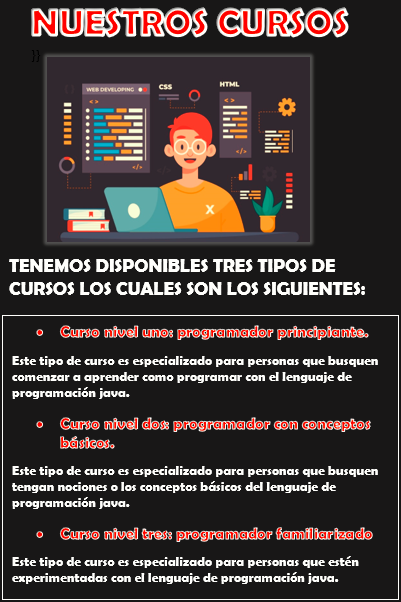 NUESTROS CURSOS
}}
WEB DEVELOPING
CSS
HTML
< >
< >
</>
</>
X
TENEMOS DISPONIBLES TRES TIPOS DE
CURSOS LOS CUALES SON LOS SIGUIENTES:
• Curso nivel uno: programador principiante.
Este tipo de curso es especializado para personas que busquen
comenzar a aprender como programar con el lenguaje de
programación java.
• Curso nivel dos: programador con conceptos
básicos.
Este tipo de curso es especializado para personas que busquen
tengan nociones o los conceptos básicos del lenguaje de
programación java.
• Curso nivel tres: programador familiarizado
Este tipo de curso es especializado para personas que estén
experimentadas con el lenguaje de programación java.